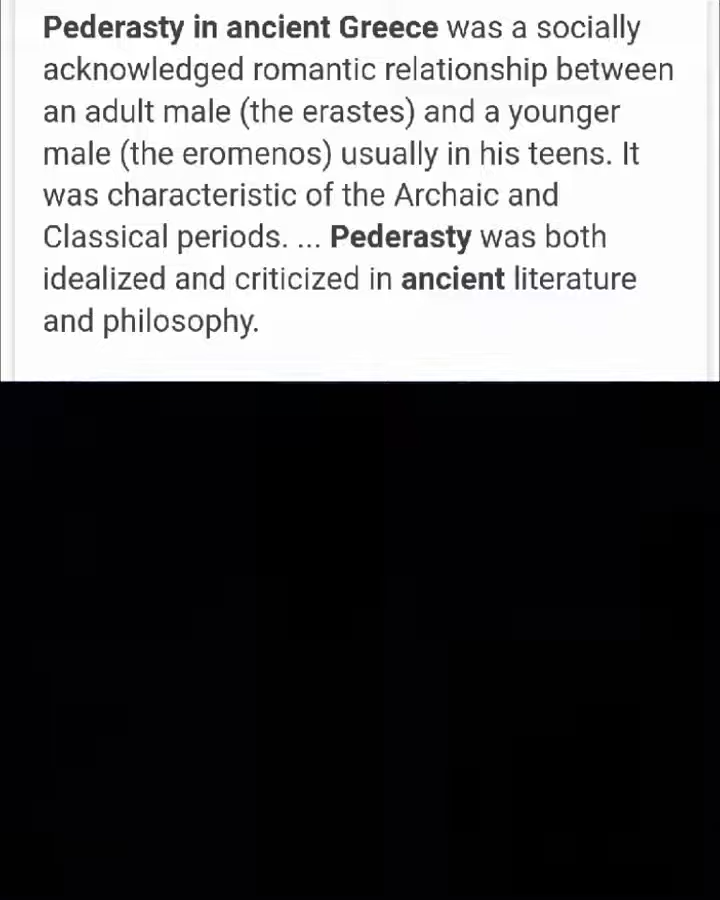 Pederasty in ancient Greece was a socially
acknowledged romantic relationship between
an adult male (the erastes) and a younger
male (the eromenos) usually in his teens. It
was characteristic of the Archaic and
Classical periods. ... Pederasty was both
idealized and criticized in ancient literature
and philosophy.